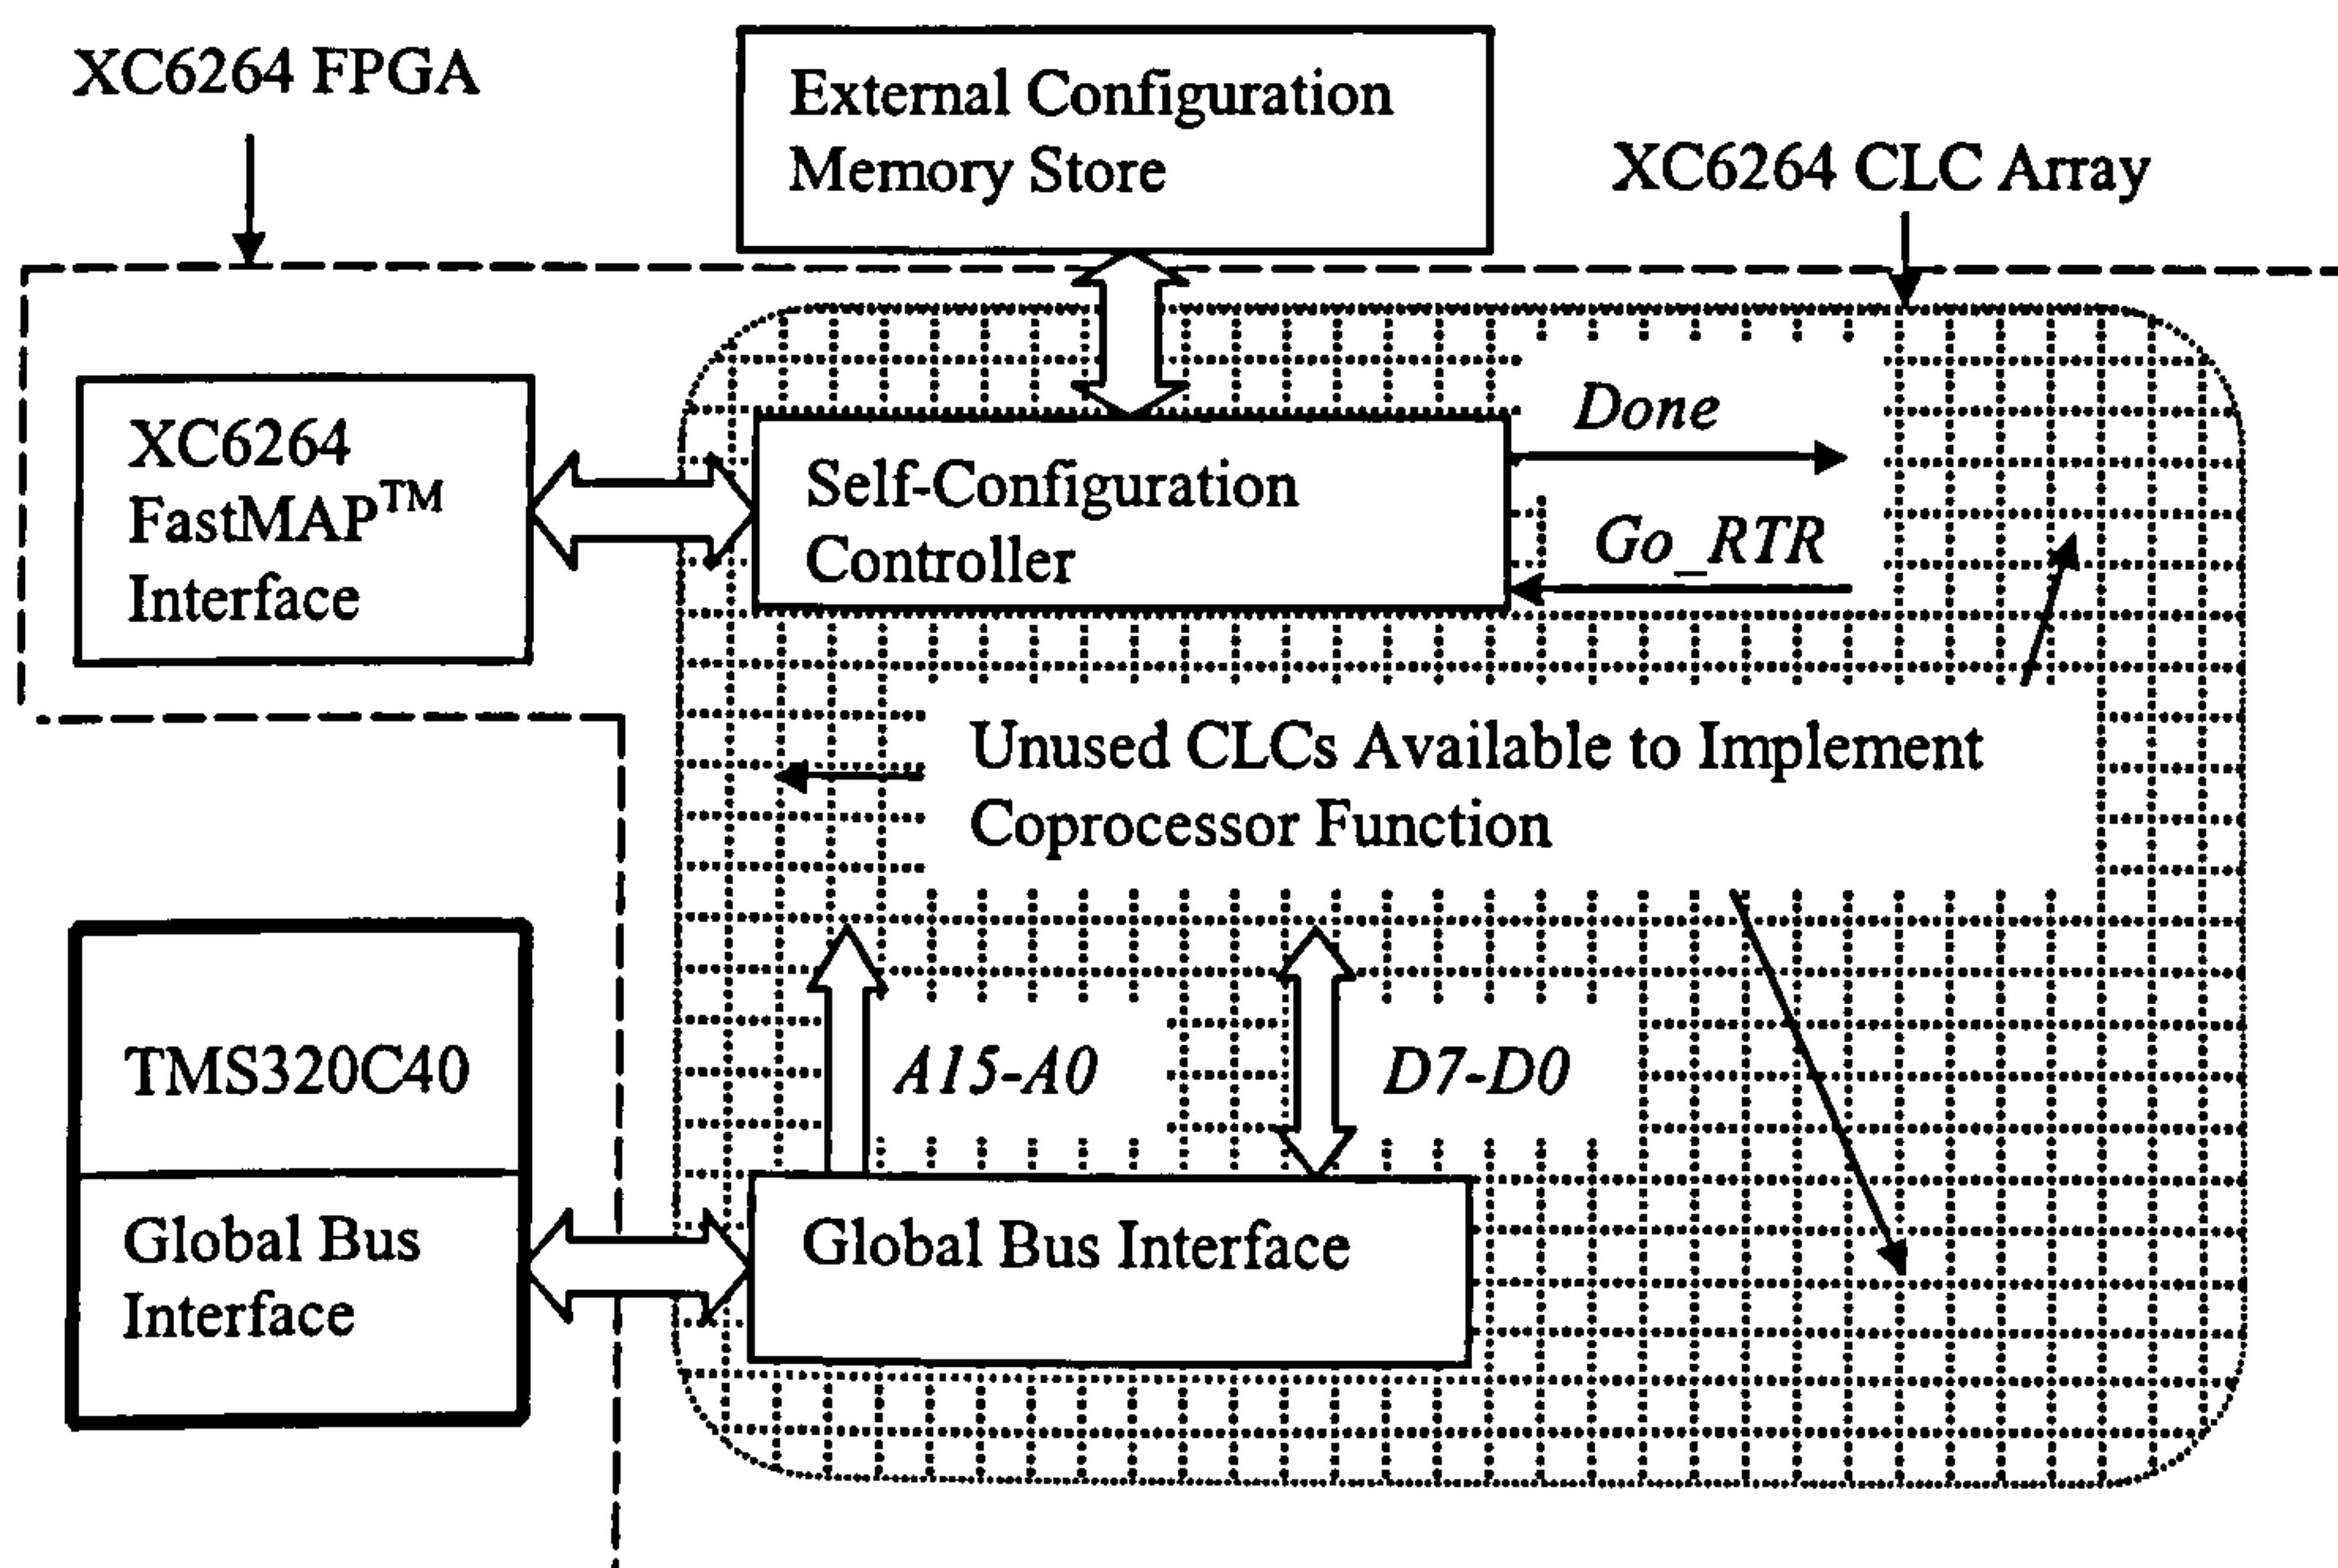 XC6264 FPGA
External Configuration
Memory Store
XC6264 CLC Array
XC6264
FastMAP™
Interface
Self-Configuration
Controller
Done
Go_RTR
Unused CLCs Available to Implement
Coprocessor Function
A15-A0
D7-D0
TMS320C40
Global Bus
Interface
Global Bus Interface